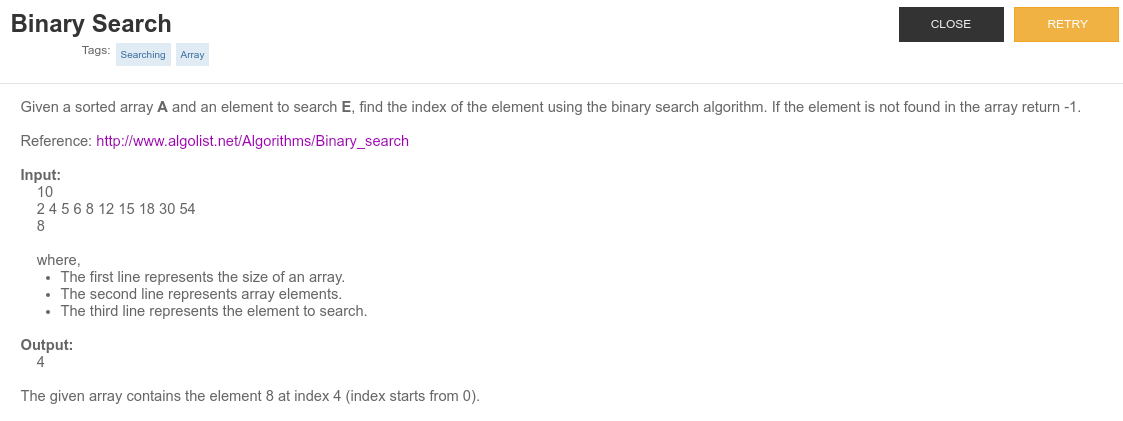 Binary Search
CLOSE
RETRY
Tags: Searching Array
Given a sorted array A and an element to search E, find the index of the element using the binary search algorithm. If the element is not found in the array return -1.
Reference: http://www.algolist.net/Algorithms/Binary_search
Input:
10
2 4 5 6 8 12 15 18 30 54
8
where,
• The first line represents the size of an array.
• The second line represents array elements.
• The third line represents the element to search.
Output:
4
The given array contains the element 8 at index 4 (index starts from 0).